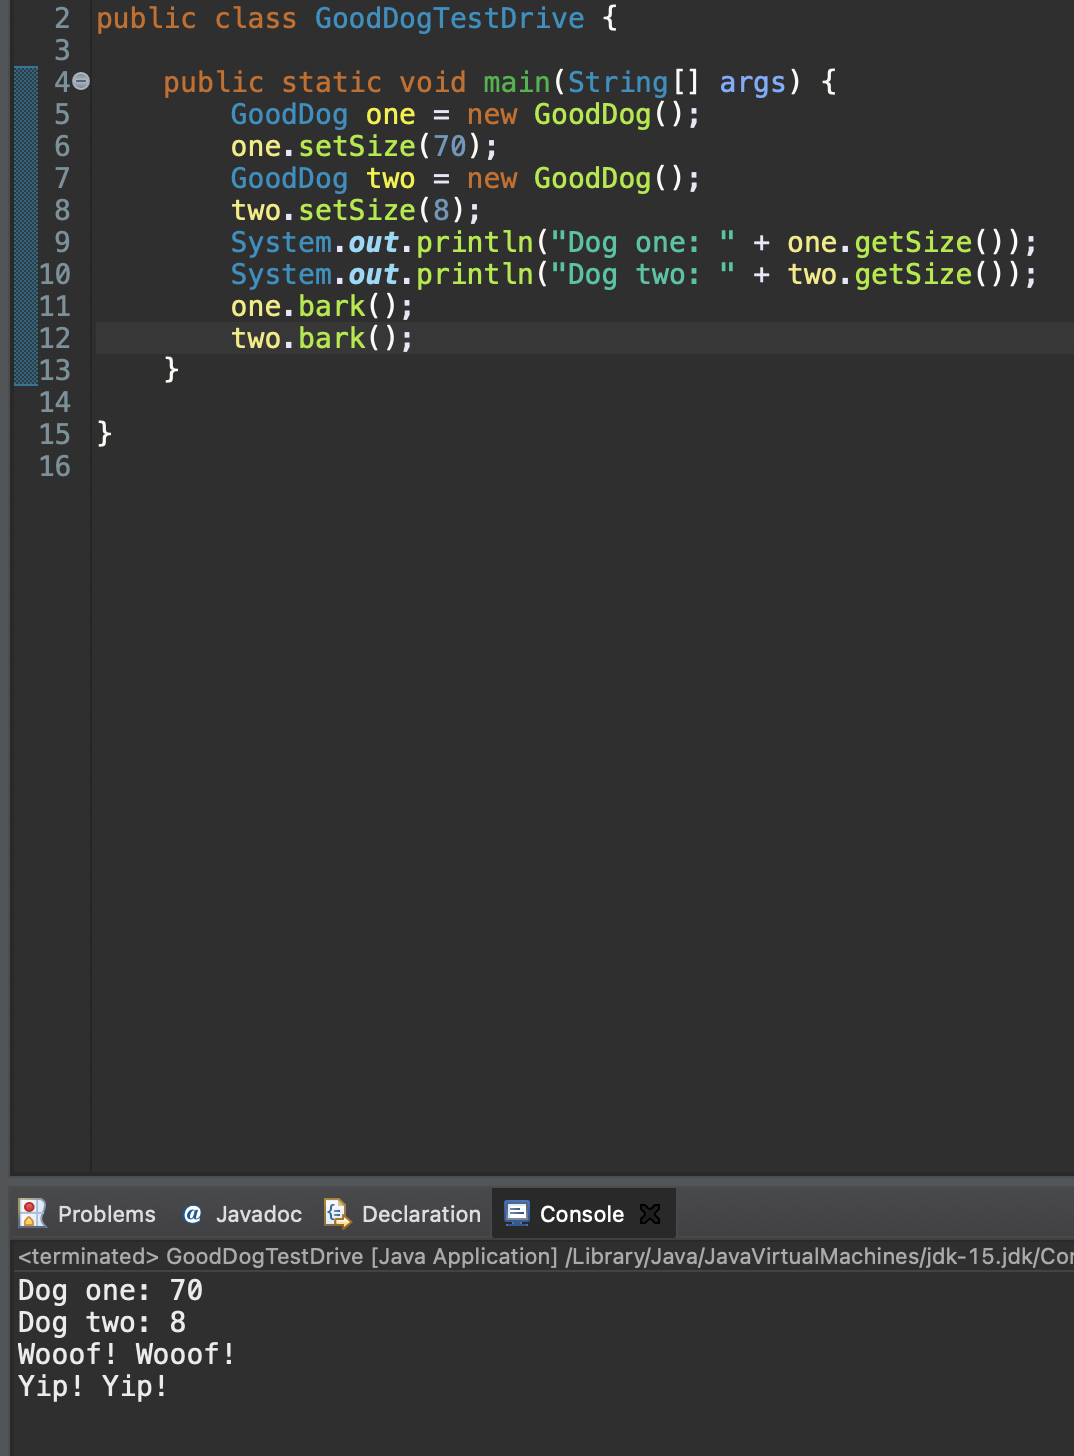 2 public class GoodDogTestDrive {
3
4     public static void main(String[] args) {
5         GoodDog one = new GoodDog();
6         one.setSize(70);
7         GoodDog two = new GoodDog();
8         two.setSize(8);
9         System.out.println("Dog one: " + one.getSize());
10         System.out.println("Dog two: " + two.getSize());
11         one.bark();
12         two.bark();
13     }
14
15 }
16
Problems @ Javadoc Declaration Console
<terminated> GoodDogTestDrive [Java Application] /Library/Java/JavaVirtualMachines/jdk-15.jdk/Cor
Dog one: 70
Dog two: 8
Wooof! Wooof!
Yip! Yip!